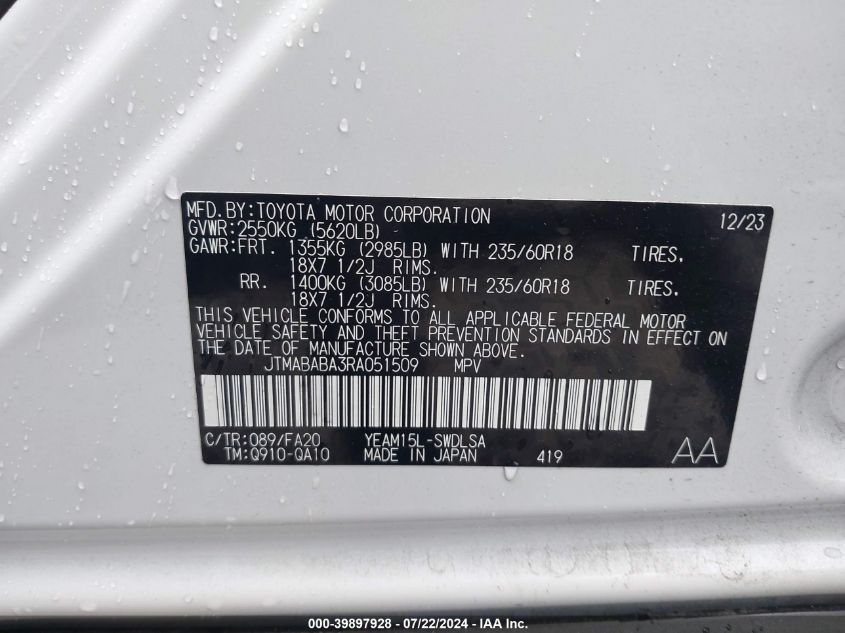 MFD.BY:TOYOTA MOTOR CORPORATION 12/23
GVWR:2550KG (5620LB)
GAWR:FRT. 1355KG (2985LB) WITH 235/60R18 TIRES.
18X7 1/2J RIMS.
RR. 1400KG (3085LB) WITH 235/60R18 TIRES.
18X7 1/2J RIMS.
THIS VEHICLE CONFORMS TO ALL APPLICABLE FEDERAL MOTOR
VEHICLE SAFETY AND THEFT PREVENTION STANDARDS IN EFFECT ON
THE DATE OF MANUFACTURE SHOWN ABOVE.
JTMABABA3RA051509 MPV
C/TR:089/FA20 YEAM15L-SWDLSA
TM:Q910-QA10 MADE IN JAPAN 419 AA
000-39897928 - 07/22/2024 - IAA Inc.